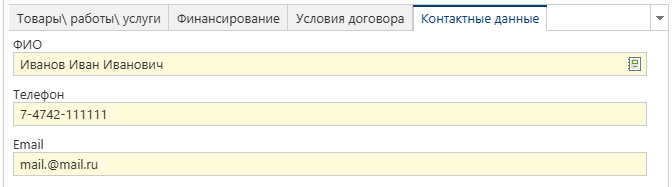 Товары\ работы\ услуги Финансирование Условия договора Контактные данные
ФИО
Иванов Иван Иванович
Телефон
7-4742-111111
Email
mail.@mail.ru